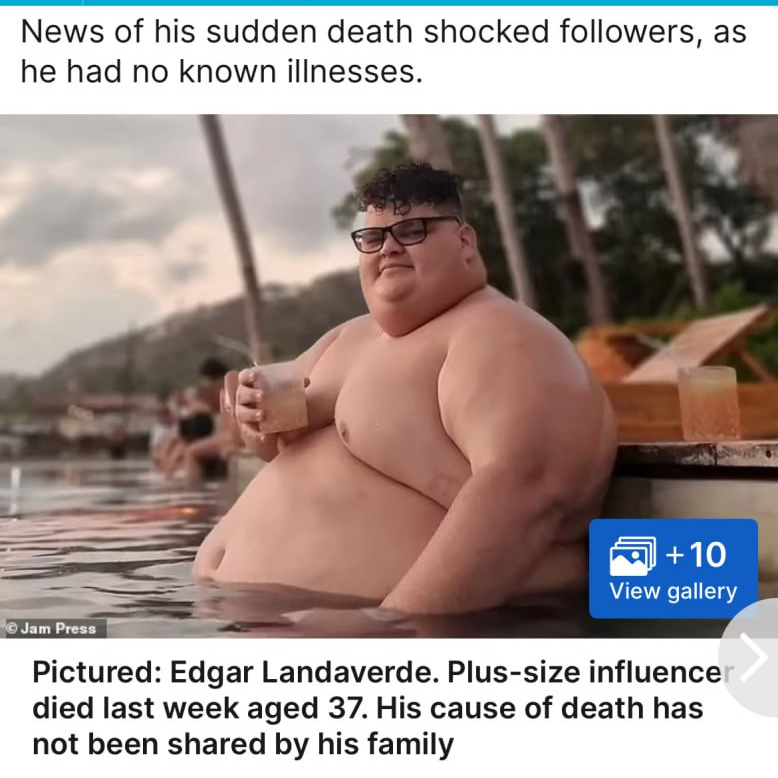 News of his sudden death shocked followers, as
he had no known illnesses.
+10
View gallery
© Jam Press
Pictured: Edgar Landaverde. Plus-size influencer
died last week aged 37. His cause of death has
not been shared by his family